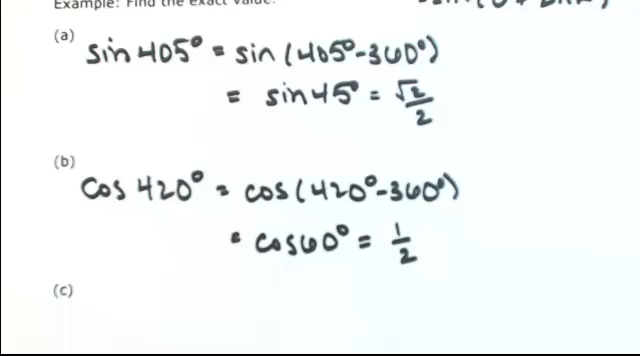 Example: Find the exact value.
(a)
sin 405° = sin (405°-360°)
= sin 45° = √2/2
(b)
cos 420° = cos (420°-360°)
= cos 60° = 1/2
(c)